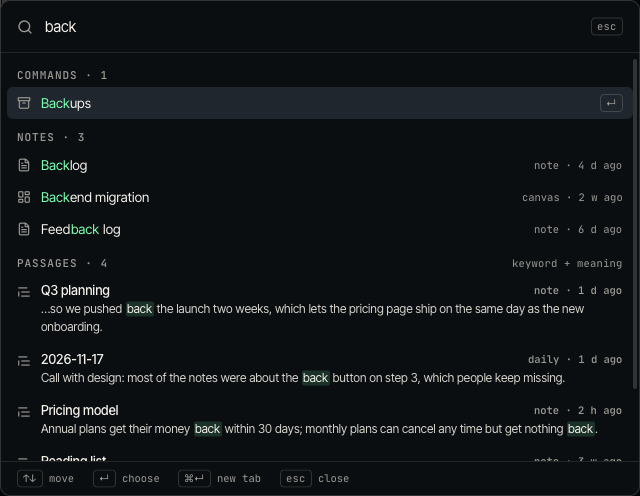 back esc
COMMANDS · 1
Backups ↵
NOTES · 3
Backlog note · 4 d ago
Backend migration canvas · 2 w ago
Feedback log note · 6 d ago
PASSAGES · 4 keyword + meaning
Q3 planning note · 1 d ago
…so we pushed back the launch two weeks, which lets the pricing page ship on the same day as the new
onboarding.
2026-11-17 daily · 1 d ago
Call with design: most of the notes were about the back button on step 3, which people keep missing.
Pricing model note · 2 h ago
Annual plans get their money back within 30 days; monthly plans can cancel any time but get nothing back.
Reading list note · 3 w ago
↑↓ move ↵ choose ⌘↵ new tab esc close